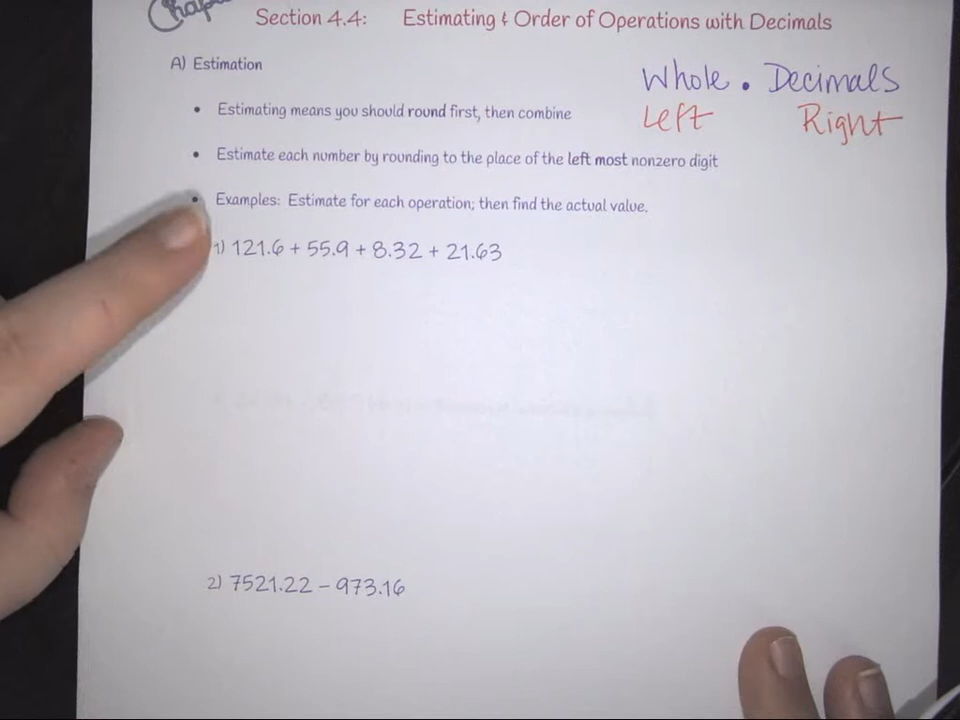 Section 4.4: Estimating & Order of Operations with Decimals
A) Estimation
Whole . Decimals
Left Right
• Estimating means you should round first, then combine
• Estimate each number by rounding to the place of the left most nonzero digit
• Examples: Estimate for each operation; then find the actual value.
1) 121.6 + 55.9 + 8.32 + 21.63
2) 7521.22 – 973.16